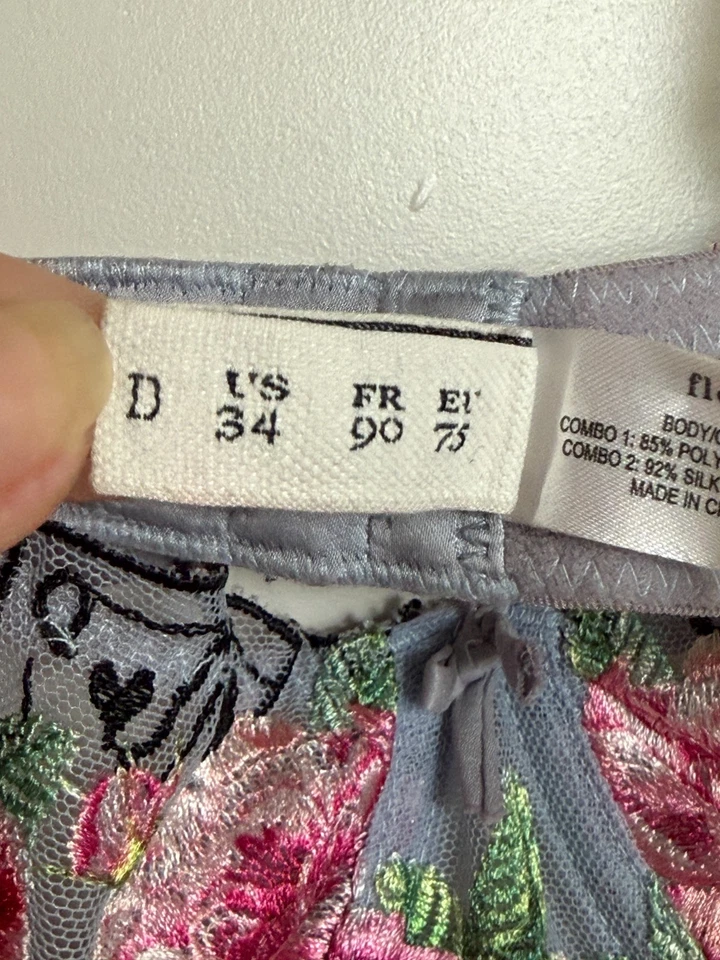 D US 34 FR 90 EU 75
BODY/
COMBO 1: 85% POLY
COMBO 2: 92% SILK
MADE IN